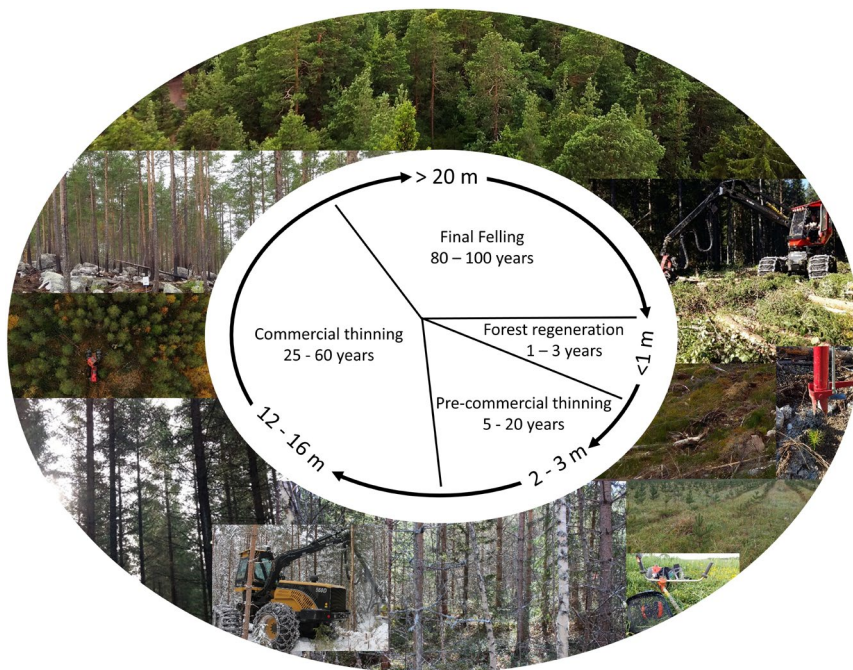 > 20 m
Final Felling
80 – 100 years
Forest regeneration
1 – 3 years
<1 m
Pre-commercial thinning
5 - 20 years
2 - 3 m
Commercial thinning
25 - 60 years
12 - 16 m